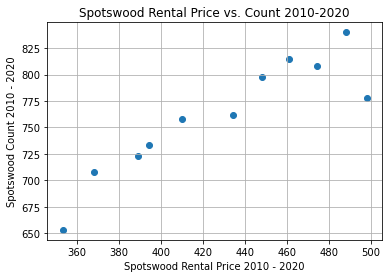 Spotswood Rental Price vs. Count 2010-2020
Spotswood Count 2010 - 2020
825
800
775
750
725
700
675
650
360 380 400 420 440 460 480 500
Spotswood Rental Price 2010 - 2020